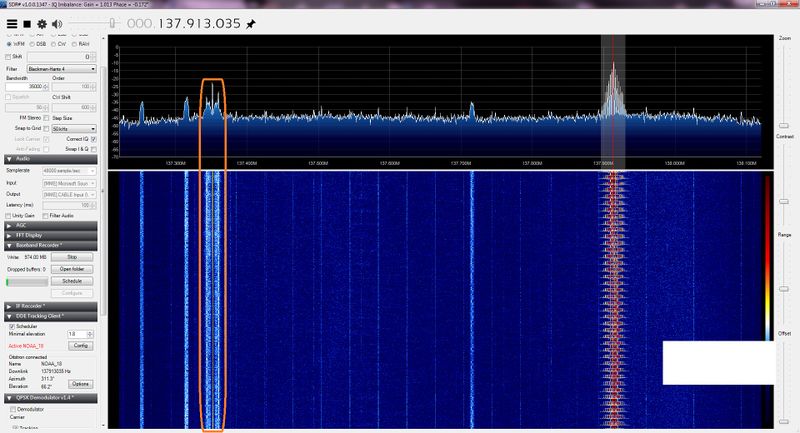 SDR# v1.0.0.1347 - IQ Imbalance: Gain = 1.013 Phace = -0.172°
000.137.913.035
WFM DSB CW RAW
Shift 0
Filter Blackman-Harris 4
Bandwidth Order
35000 100
Squelch CW Shift
50 600
FM Stereo Step Size
Snap to Grid 50 kHz
Lock Carrier Correct IQ
Anti-Fading Swap I & Q
Audio
Samplerate 48000 sample/sec
Input [MME] Microsoft Soun
Output [MME] CABLE Input (
Latency (ms) 100
Unity Gain Filter Audio
AGC
FFT Display
Baseband Recorder *
Write 974.00 MB Stop
Dropped buffers: 0 Open folder
Schedule
Configure
IF Recorder *
DDE Tracking Client *
Scheduler
Minimal elevation 1.8
Active NOAA_18 Config
Orbitron connected
Name NOAA_18
Downlink 137913035 Hz
Azimuth 311.3°
Elevation 66.2° Options
QPSK Demodulator v1.4 *
Demodulator
Carrier
Tracking
0
-5
-10
-15
-20
-25
-30
-35
-40
-45
-50
-55
-60
-65
-70
137.300M 137.400M 137.500M 137.600M 137.700M 137.800M 137.900M 138.000M 138.100M
Zoom
Contrast
Range
Offset